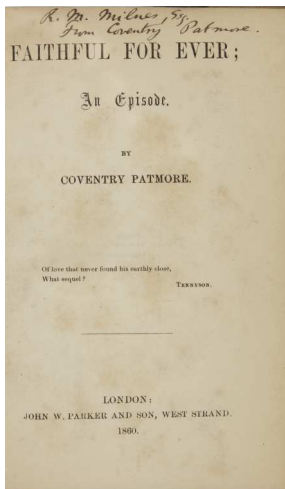 R. M. Milnes, Esq.
from Coventry Patmore.
FAITHFUL FOR EVER;
An Episode.
BY
COVENTRY PATMORE.
Of love that never found his earthly close,
What sequel?
TENNYSON.
LONDON:
JOHN W. PARKER AND SON, WEST STRAND.
1860.